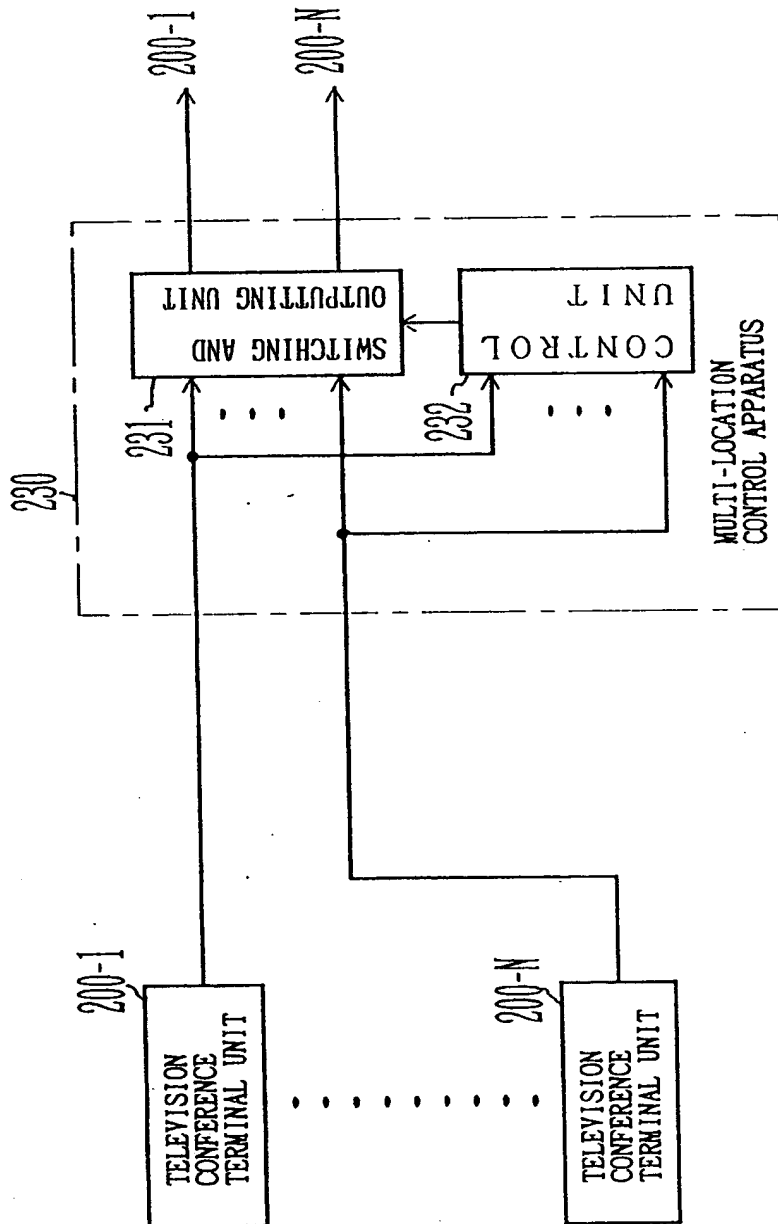 200-1
TELEVISION
CONFERENCE
TERMINAL UNIT
200-N
TELEVISION
CONFERENCE
TERMINAL UNIT
230
231
SWITCHING AND
OUTPUTTING UNIT
232
CONTROL
UNIT
MULTI-LOCATION
CONTROL APPARATUS
200-1
200-N